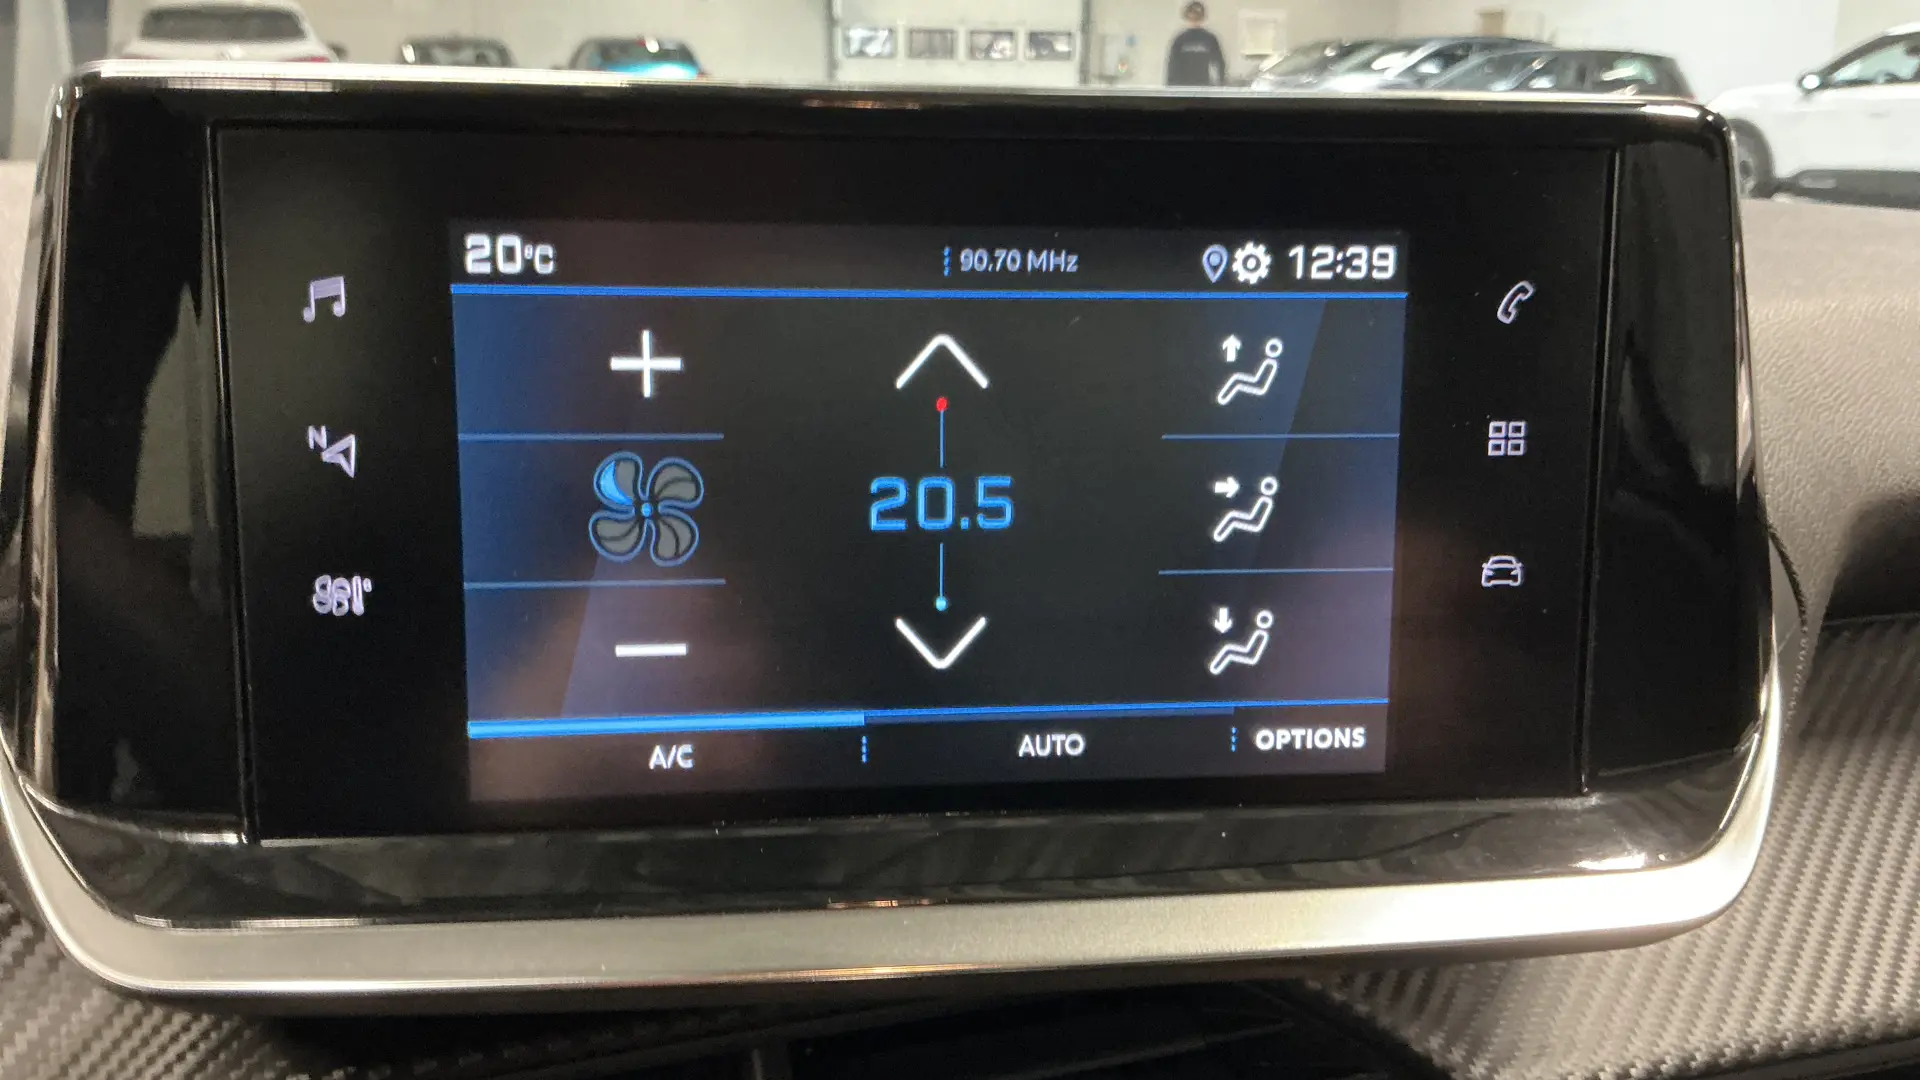 20°C
90.70 MHz
12:39
N
20.5
A/C
AUTO
OPTIONS